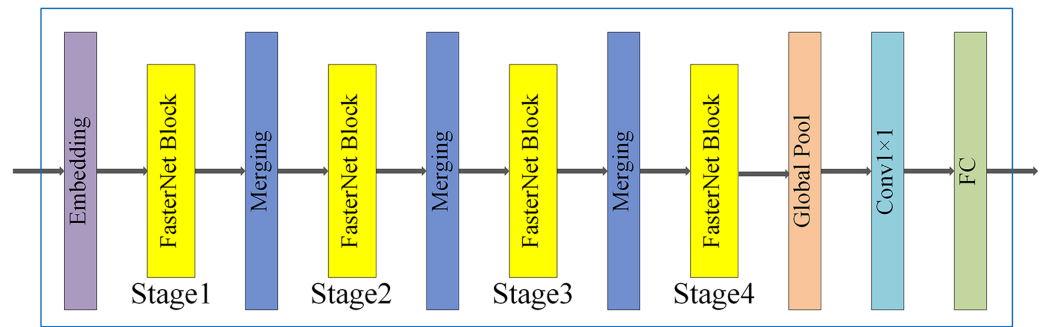 Embedding
FasterNet Block
Stage1
Merging
FasterNet Block
Stage2
Merging
FasterNet Block
Stage3
Merging
FasterNet Block
Stage4
Global Pool
Conv1×1
FC